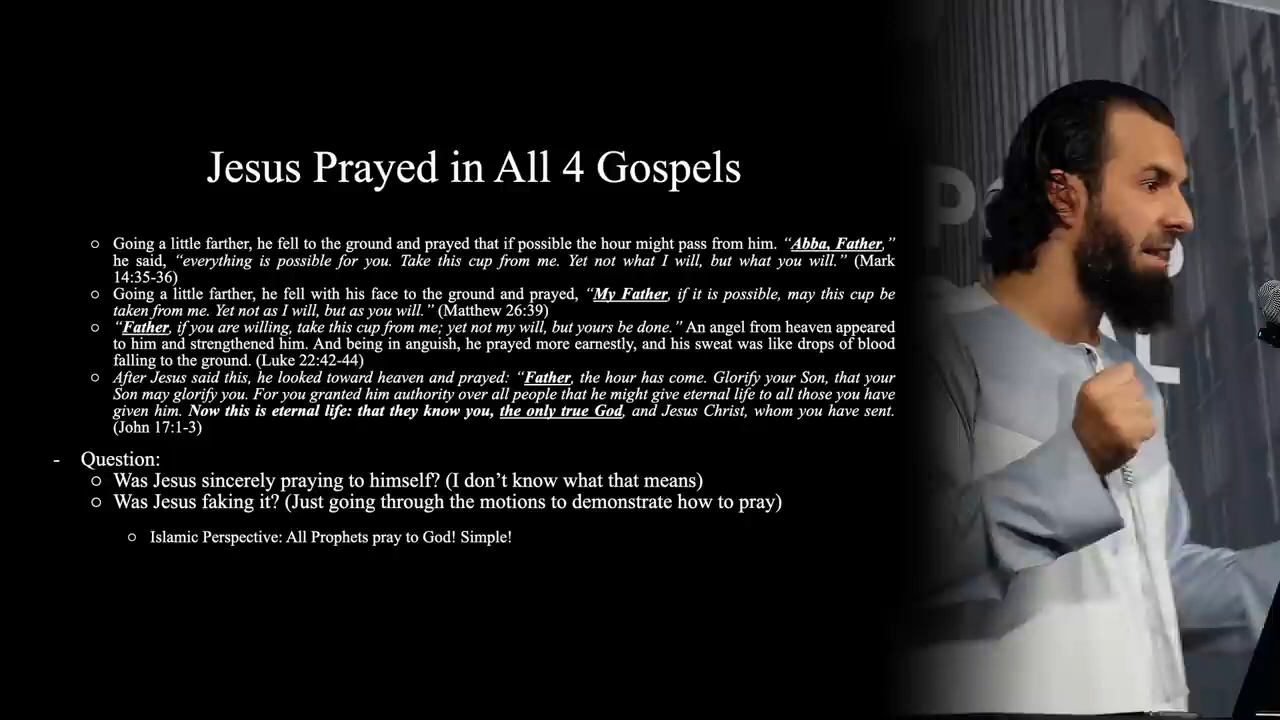 Jesus Prayed in All 4 Gospels
○ Going a little farther, he fell to the ground and prayed that if possible the hour might pass from him. “Abba, Father,”
he said, “everything is possible for you. Take this cup from me. Yet not what I will, but what you will.” (Mark
14:35-36)
○ Going a little farther, he fell with his face to the ground and prayed, “My Father, if it is possible, may this cup be
taken from me. Yet not as I will, but as you will.” (Matthew 26:39)
○ “Father, if you are willing, take this cup from me; yet not my will, but yours be done.” An angel from heaven appeared
to him and strengthened him. And being in anguish, he prayed more earnestly, and his sweat was like drops of blood
falling to the ground. (Luke 22:42-44)
○ After Jesus said this, he looked toward heaven and prayed: “Father, the hour has come. Glorify your Son, that your
Son may glorify you. For you granted him authority over all people that he might give eternal life to all those you have
given him. Now this is eternal life: that they know you, the only true God, and Jesus Christ, whom you have sent.
(John 17:1-3)
- Question:
○ Was Jesus sincerely praying to himself? (I don’t know what that means)
○ Was Jesus faking it? (Just going through the motions to demonstrate how to pray)
○ Islamic Perspective: All Prophets pray to God! Simple!